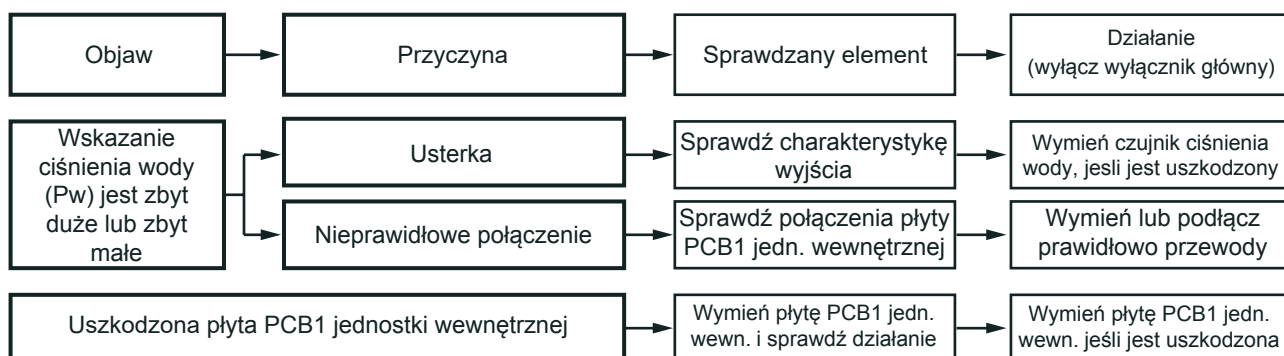 Objaw
Przyczyna
Sprawdzany element
Działanie
(wyłącz wyłącznik główny)
Wskazanie
ciśnienia wody
(Pw) jest zbyt
duże lub zbyt
małe
Usterka
Sprawdź charakterystykę
wyjścia
Wymień czujnik ciśnienia
wody, jesli jest uszkodzony
Nieprawidłowe połączenie
Sprawdź połączenia płyty
PCB1 jedn. wewnętrznej
Wymień lub podłącz
prawidłowo przewody
Uszkodzona płyta PCB1 jednostki wewnętrznej
Wymień płytę PCB1 jedn.
wewn. i sprawdź działanie
Wymień płytę PCB1 jedn.
wewn. jeśli jest uszkodzona